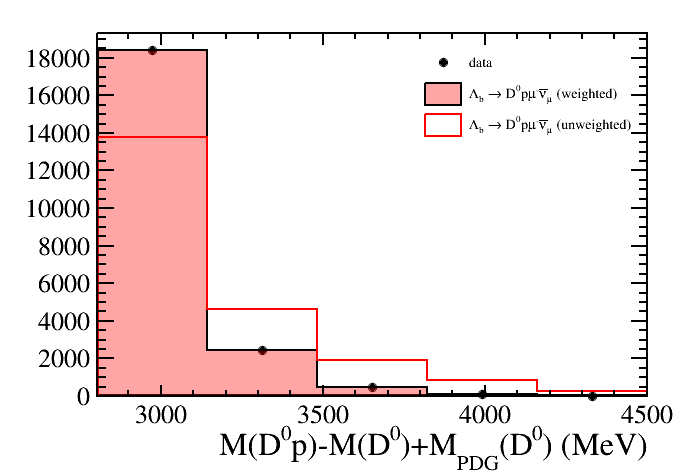 18000
16000
14000
12000
10000
8000
6000
4000
2000
0
data
Λb → D⁰pμ ν̅μ (weighted)
Λb → D⁰pμ ν̅μ (unweighted)
3000 3500 4000 4500
M(D⁰p)-M(D⁰)+M_PDG(D⁰) (MeV)